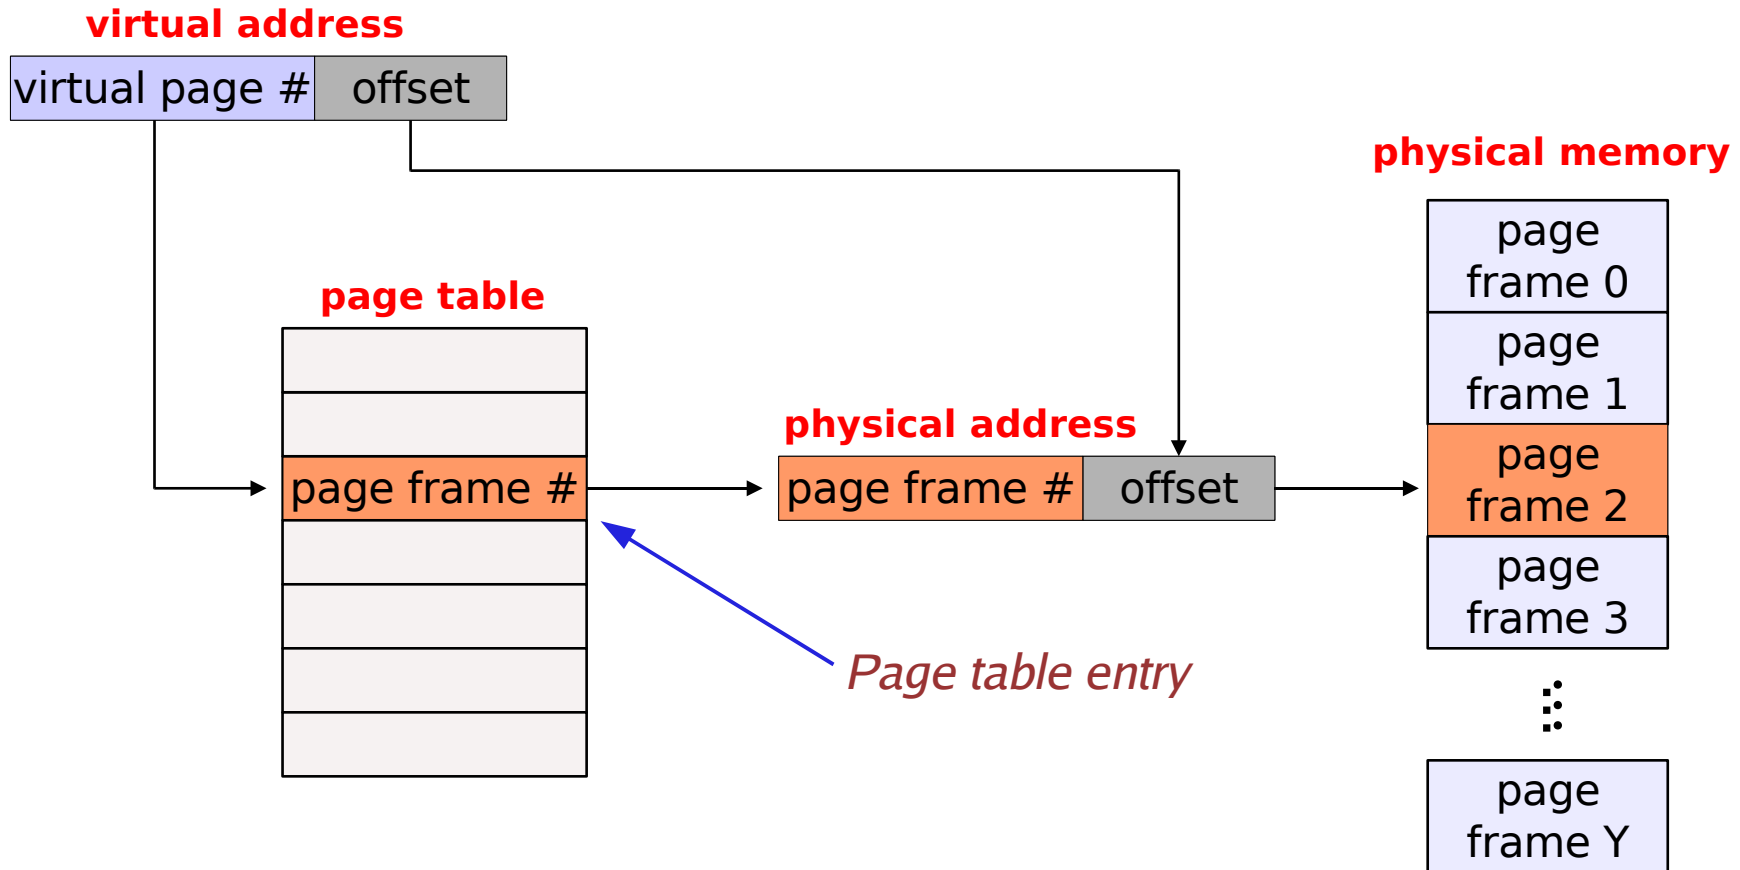 virtual address
virtual page # offset
physical memory
page
frame 0
page table
page
frame 1
physical address
page frame # page frame # offset
page
frame 2
page
frame 3
Page table entry
page
frame Y